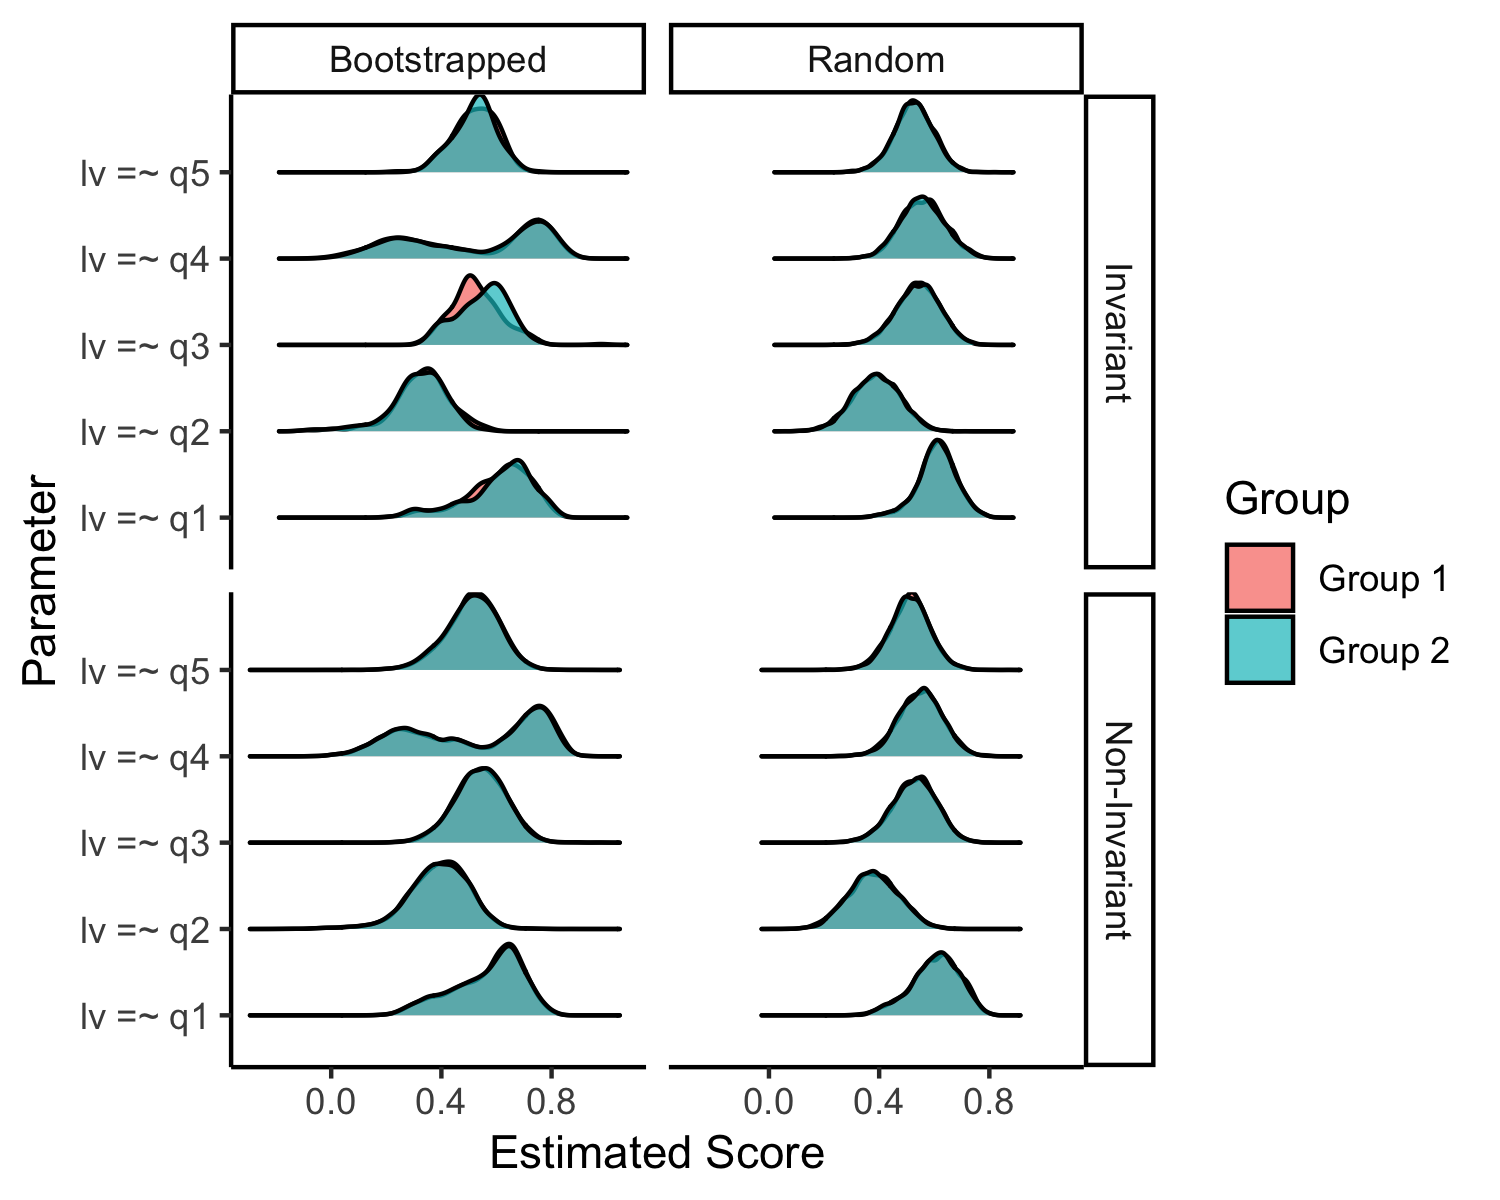 Bootstrapped
Random
lv =~ q5
lv =~ q4
lv =~ q3
lv =~ q2
lv =~ q1
Invariant
lv =~ q5
lv =~ q4
lv =~ q3
lv =~ q2
lv =~ q1
Non-Invariant
Parameter
0.0 0.4 0.8
0.0 0.4 0.8
Estimated Score
Group
Group 1
Group 2